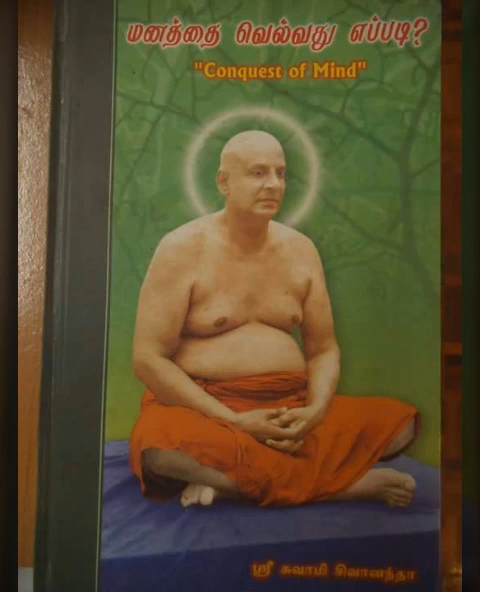 மனத்தை வெல்வது எப்படி?
"Conquest of Mind"
ஸ்ரீ சுவாமி சிவானந்தா